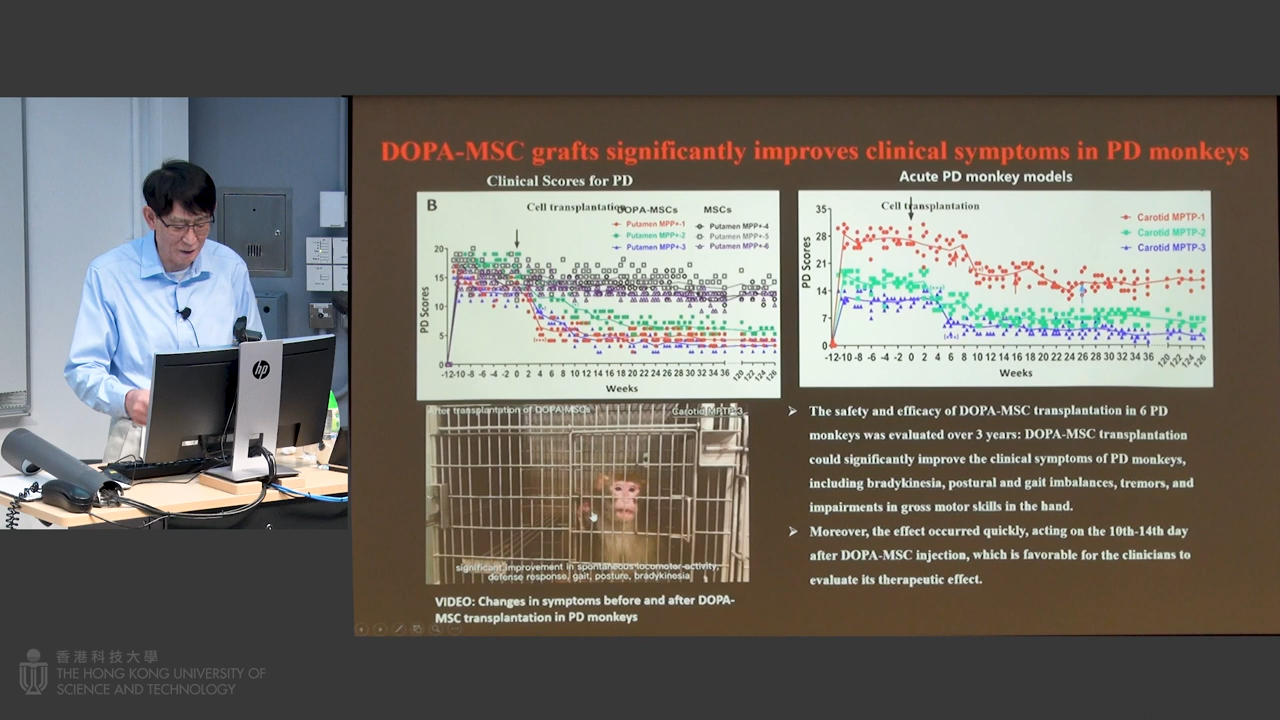 DOPA-MSC grafts significantly improves clinical symptoms in PD monkeys
Clinical Scores for PD
B
Cell transplantation
DOPA-MSCs
MSCs
Putamen MPP+-1
Putamen MPP+-2
Putamen MPP+-3
Putamen MPP+-4
Putamen MPP+-5
Putamen MPP+-6
PD Scores
20
15
10
5
0
-12 -10 -8 -6 -4 -2 0 2 4 6 8 10 12 14 16 18 20 22 24 26 28 30 32 34 36 120 122 124 126
Weeks
Acute PD monkey models
Cell transplantation
Carotid MPTP-1
Carotid MPTP-2
Carotid MPTP-3
PD Scores
35
28
21
14
7
0
-12 -10 -8 -6 -4 -2 0 2 4 6 8 10 12 14 16 18 20 22 24 26 28 30 32 34 36 120 122 124 126
Weeks
After transplantation of DOPA-MSCs
Carotid MPTP-3
significant improvement in spontaneous locomotor activity,
defense response, gait, posture, bradykinesia
VIDEO: Changes in symptoms before and after DOPA-
MSC transplantation in PD monkeys
The safety and efficacy of DOPA-MSC transplantation in 6 PD
monkeys was evaluated over 3 years: DOPA-MSC transplantation
could significantly improve the clinical symptoms of PD monkeys,
including bradykinesia, postural and gait imbalances, tremors, and
impairments in gross motor skills in the hand.
Moreover, the effect occurred quickly, acting on the 10th-14th day
after DOPA-MSC injection, which is favorable for the clinicians to
evaluate its therapeutic effect.
hp
香港科技大學
THE HONG KONG UNIVERSITY OF
SCIENCE AND TECHNOLOGY